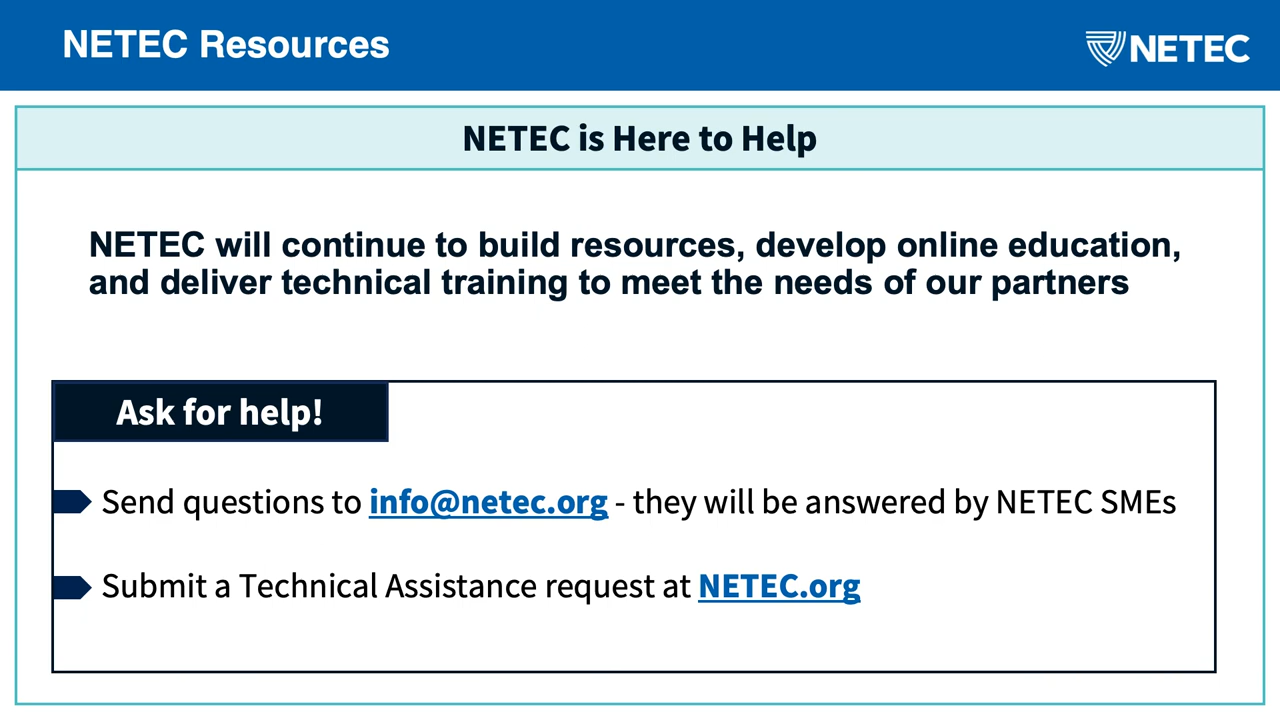 NETEC Resources
NETEC
NETEC is Here to Help
NETEC will continue to build resources, develop online education,
and deliver technical training to meet the needs of our partners
Ask for help!
Send questions to info@netec.org - they will be answered by NETEC SMEs
Submit a Technical Assistance request at NETEC.org